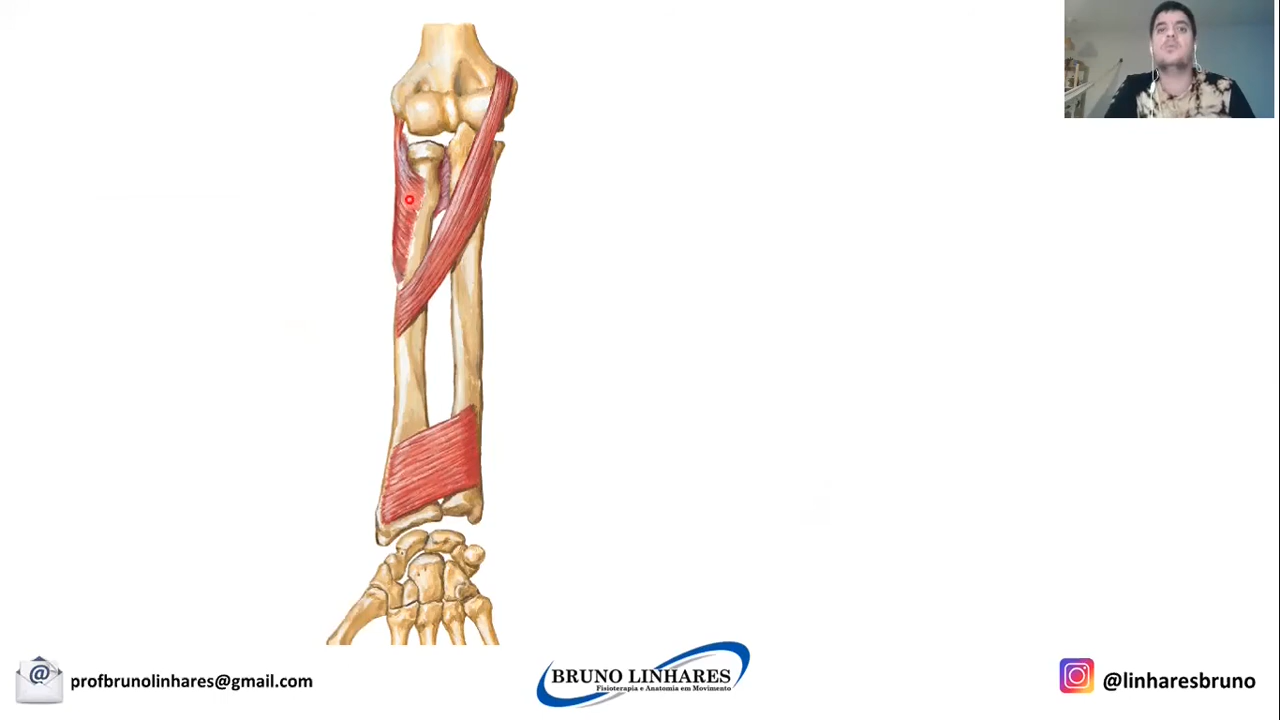 profbrunolinhares@gmail.com
BRUNO LINHARES
Fisioterapia e Anatomia em Movimento
@linharesbruno